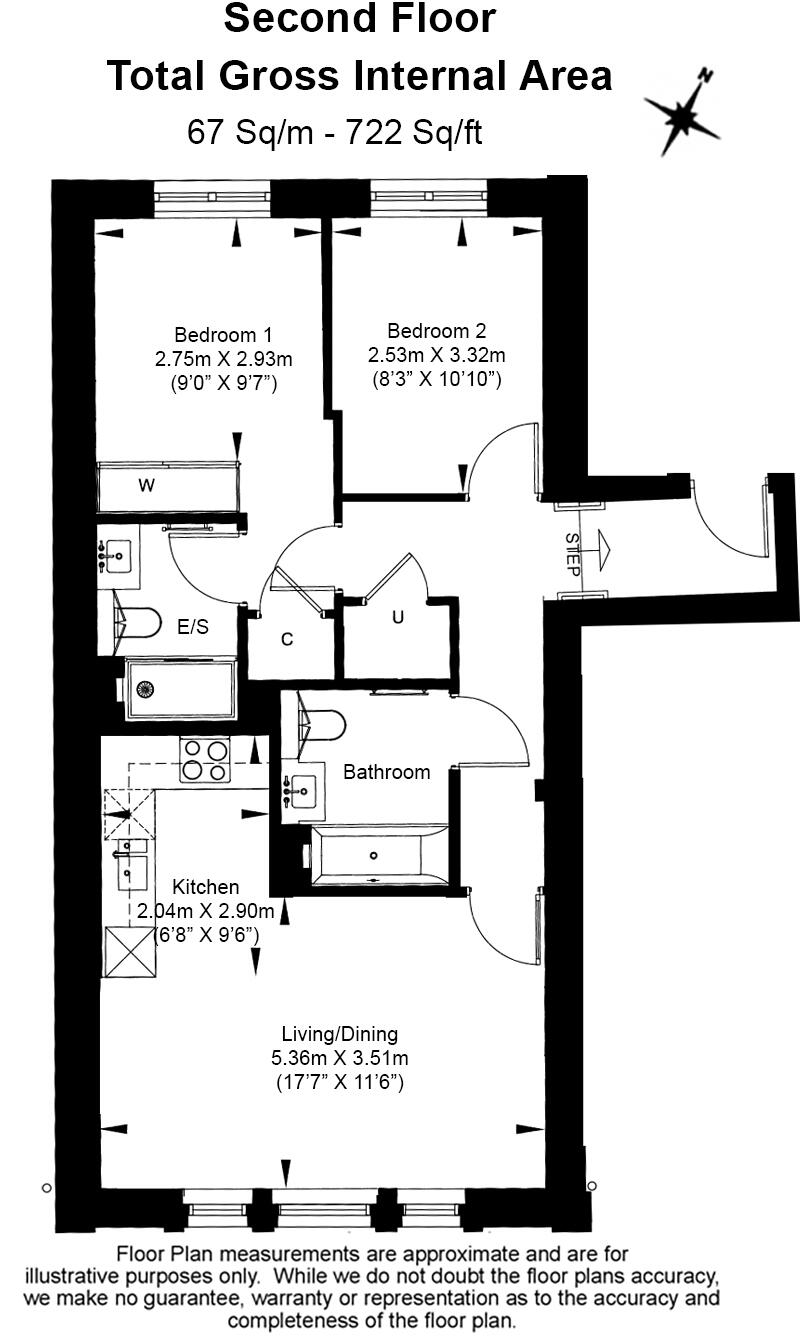 Second Floor
Total Gross Internal Area
67 Sq/m - 722 Sq/ft
N
Bedroom 1
2.75m X 2.93m
(9’0” X 9’7”)
Bedroom 2
2.53m X 3.32m
(8’3” X 10’10”)
W
STEP
E/S
C
U
Bathroom
Kitchen
2.04m X 2.90m
(6’8” X 9’6”)
Living/Dining
5.36m X 3.51m
(17’7” X 11’6”)
Floor Plan measurements are approximate and are for
illustrative purposes only.  While we do not doubt the floor plans accuracy,
we make no guarantee, warranty or representation as to the accuracy and
completeness of the floor plan.